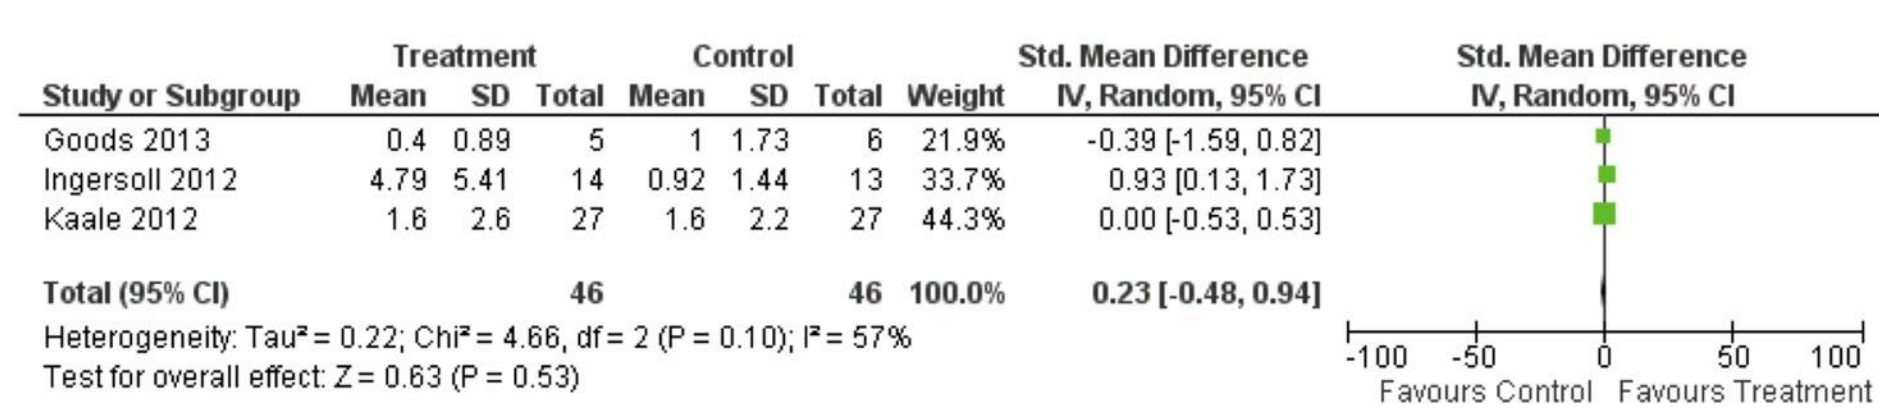 Treatment Control Std. Mean Difference Std. Mean Difference
Study or Subgroup Mean SD Total Mean SD Total Weight IV, Random, 95% CI IV, Random, 95% CI
Goods 2013 0.4 0.89 5 1 1.73 6 21.9% -0.39 [-1.59, 0.82]
Ingersoll 2012 4.79 5.41 14 0.92 1.44 13 33.7% 0.93 [0.13, 1.73]
Kaale 2012 1.6 2.6 27 1.6 2.2 27 44.3% 0.00 [-0.53, 0.53]
Total (95% CI) 46 46 100.0% 0.23 [-0.48, 0.94]
Heterogeneity: Tau² = 0.22; Chi² = 4.66, df = 2 (P = 0.10); I² = 57%
Test for overall effect: Z = 0.63 (P = 0.53)
-100 -50 0 50 100
Favours Control Favours Treatment